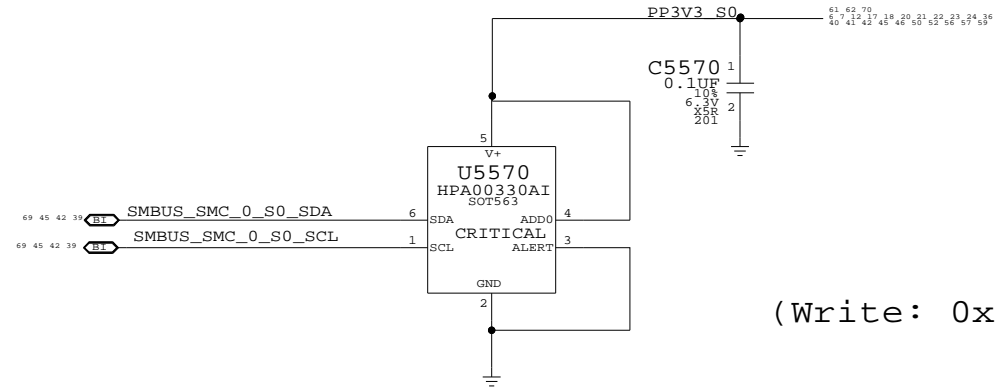 PP3V3_S0
61 62 70
6 7 12 17 18 20 21 22 23 24 36
40 41 42 45 46 50 52 56 57 59
C5570
1
0.1UF
10%
6.3V
X5R
201
2
5
V+
U5570
HPA00330AI
SOT563
69 45 42 39
BI
SMBUS_SMC_0_S0_SDA
6
SDA
ADD0
4
CRITICAL
69 45 42 39
BI
SMBUS_SMC_0_S0_SCL
1
SCL
ALERT
3
GND
2
(Write: 0x